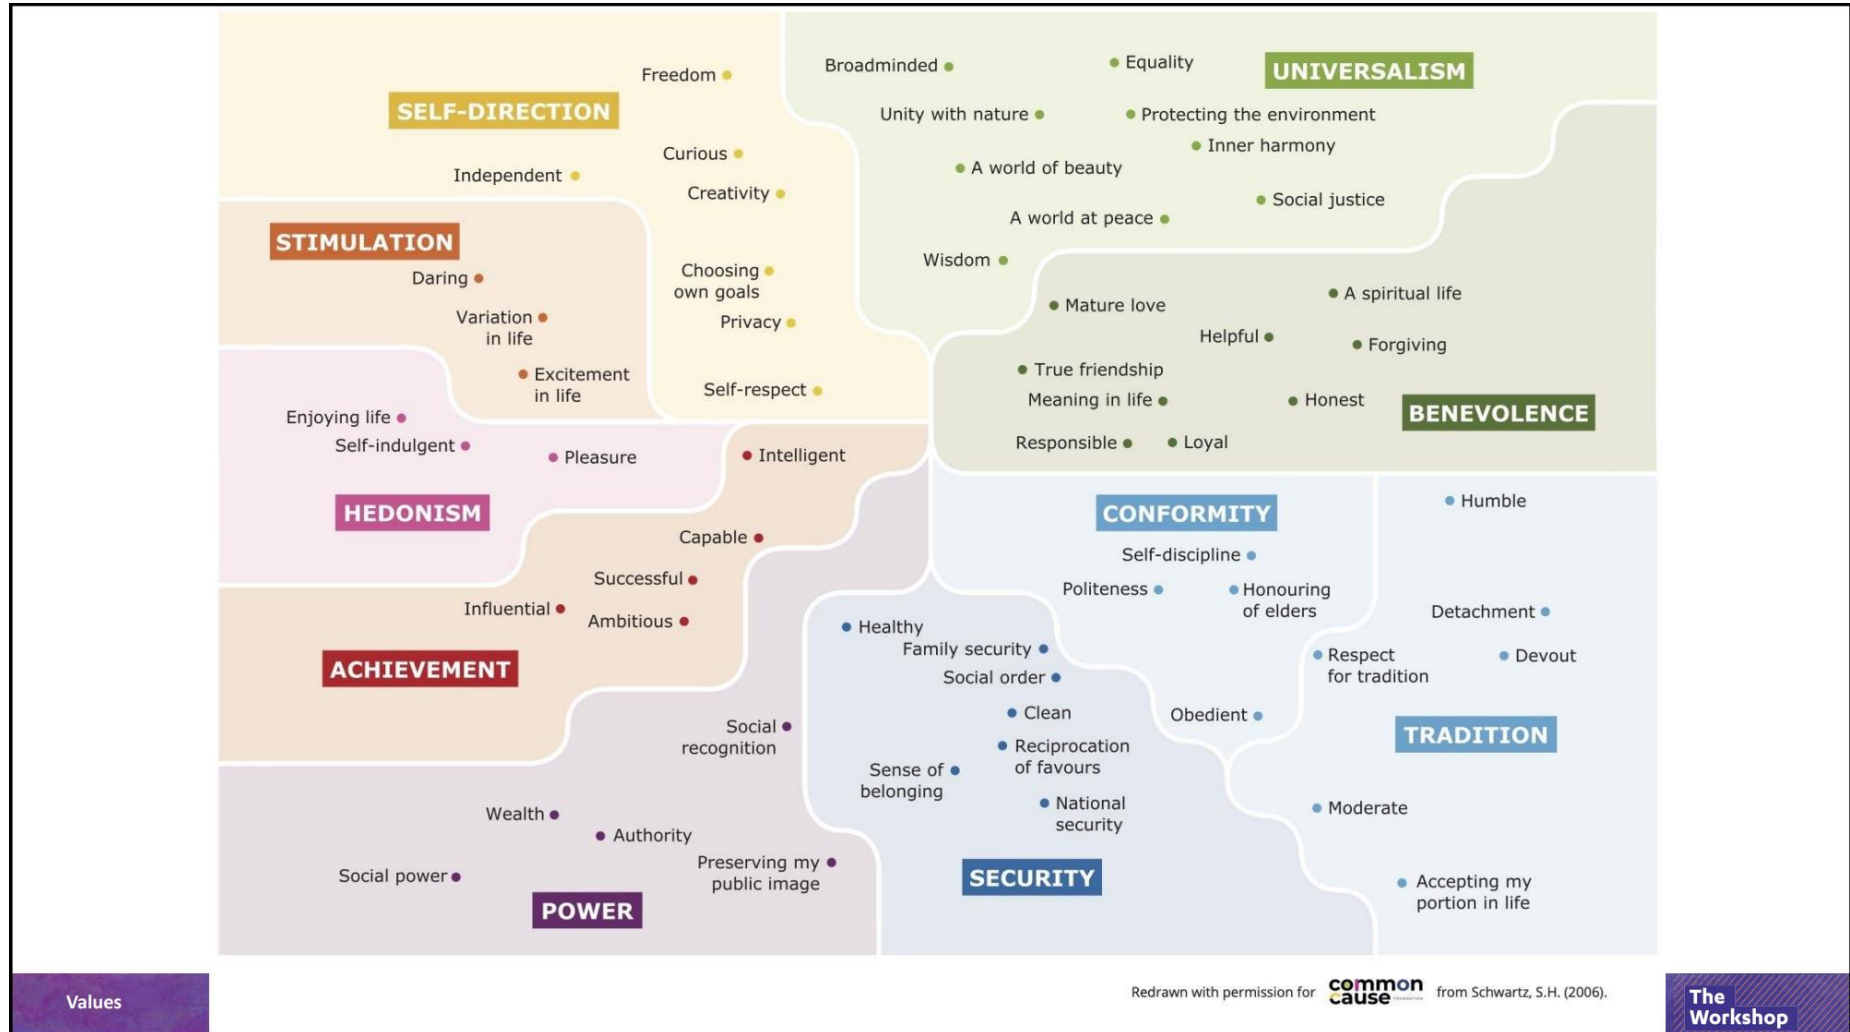 SELF-DIRECTION
Freedom
Curious
Independent
Creativity
Choosing
own goals
Privacy
Self-respect
UNIVERSALISM
Broadminded
Equality
Unity with nature
Protecting the environment
Inner harmony
A world of beauty
Social justice
A world at peace
Wisdom
STIMULATION
Daring
Variation
in life
Excitement
in life
BENEVOLENCE
Mature love
A spiritual life
Helpful
Forgiving
True friendship
Meaning in life
Honest
Responsible
Loyal
HEDONISM
Enjoying life
Self-indulgent
Pleasure
ACHIEVEMENT
Intelligent
Capable
Successful
Influential
Ambitious
CONFORMITY
Self-discipline
Politeness
Honouring
of elders
Obedient
TRADITION
Humble
Detachment
Respect
for tradition
Devout
Moderate
Accepting my
portion in life
SECURITY
Healthy
Family security
Social order
Clean
Reciprocation
of favours
Sense of
belonging
National
security
POWER
Social
recognition
Wealth
Authority
Preserving my
public image
Social power
Values
Redrawn with permission for common cause FOUNDATION from Schwartz, S.H. (2006).
The
Workshop